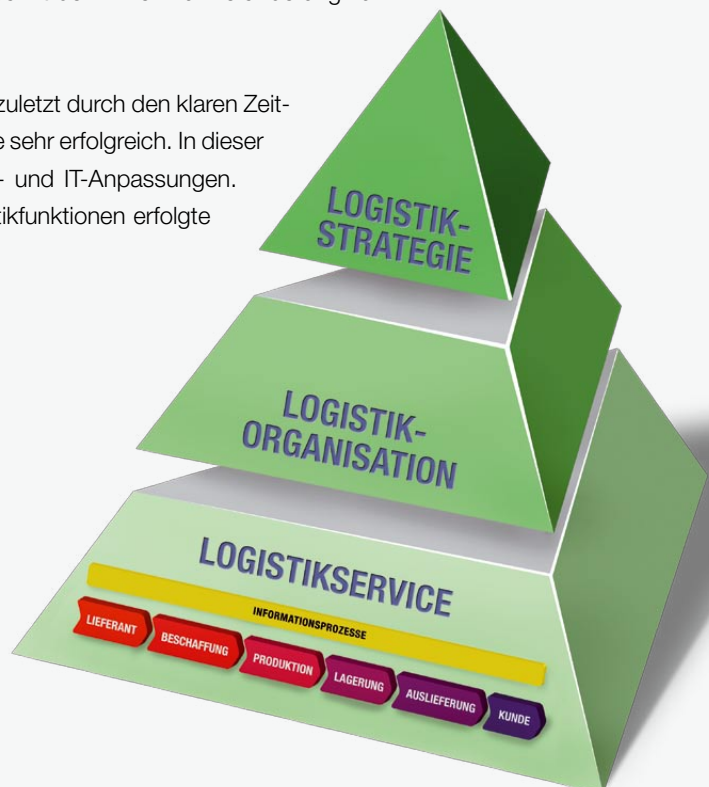 zuletzt durch den klaren Zeit-
e sehr erfolgreich. In dieser
- und IT-Anpassungen.
tikfunktionen erfolgte
LOGISTIK-
STRATEGIE
LOGISTIK-
ORGANISATION
LOGISTIKSERVICE
INFORMATIONSPROZESSE
LIEFERANT
BESCHAFFUNG
PRODUKTION
LAGERUNG
AUSLIEFERUNG
KUNDE